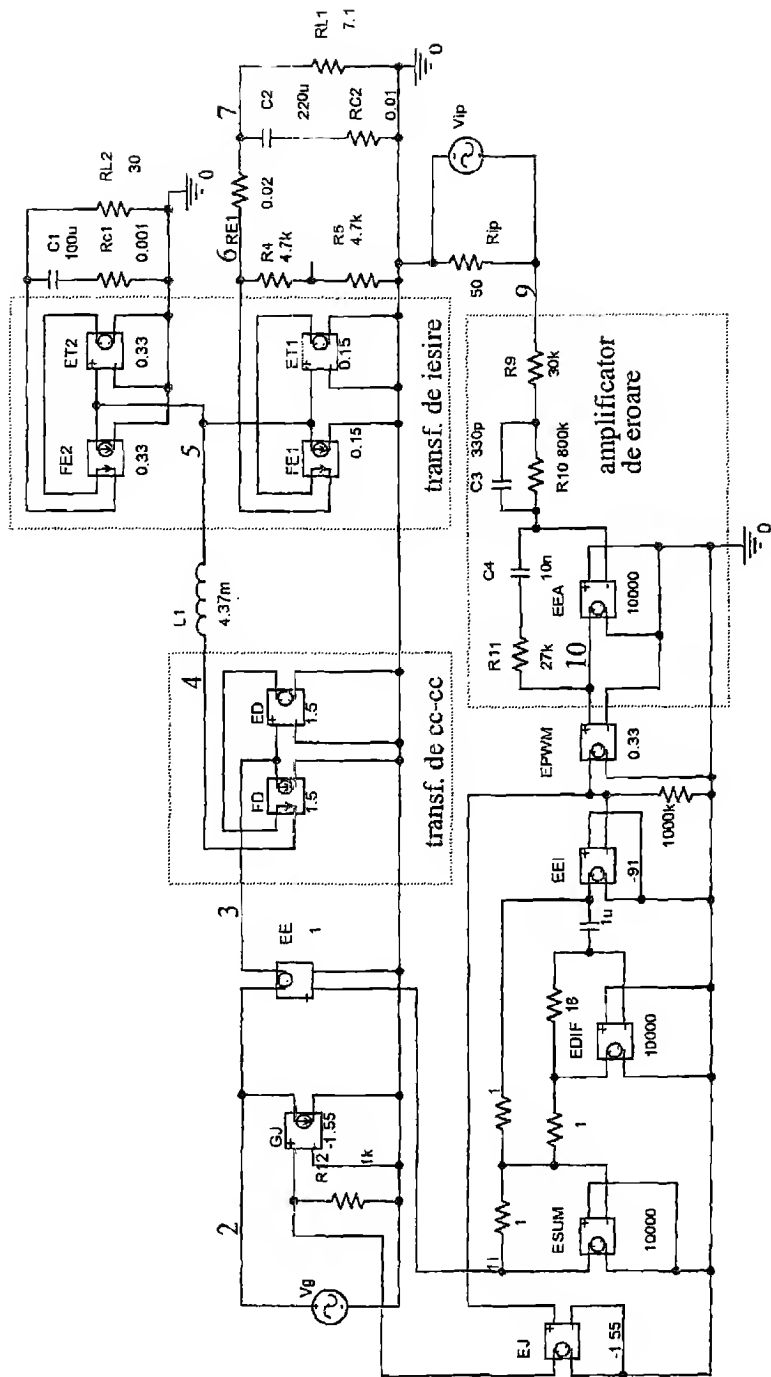 RL1
7.1
7
C2
220u
RC2
0.01
0
RL2
30
C1
100u
Rc1
0.001
0
RE1
0.02
6
R4
4.7k
R5
4.7k
Vip
Rip
50
9
ET2
0.33
FE2
0.33
ET1
0.15
FE1
0.15
5
transf. de iesire
L1
4.37m
4
ED
1.5
FD
1.5
transf. de cc-cc
3
EE
1
GJ
-1.55
R12
1k
2
Vg
R9
30k
C3
330p
R10 800k
amplificator
de eroare
C4
10n
R11
27k
EEA
10000
10
0
EPWM
0.33
1000k
EEI
-91
1u
EDIF
10000
1
1
1
ESUM
10000
EJ
-1.55